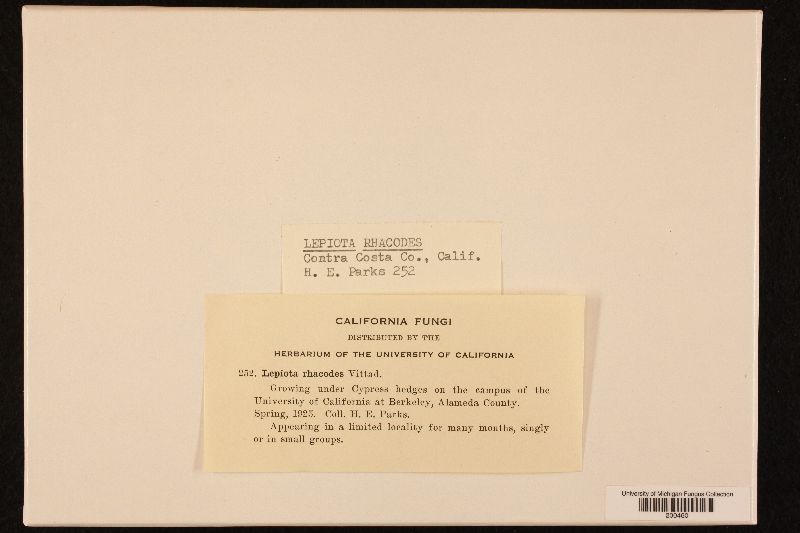 LEPIOTA RHACODES
Contra Costa Co., Calif.
H. E. Parks 252
CALIFORNIA FUNGI
DISTRIBUTED BY THE
HERBARIUM OF THE UNIVERSITY OF CALIFORNIA
252. Lepiota rhacodes Vittad.
Growing under Cypress hedges on the campus of the
University of California at Berkeley, Alameda County.
Spring, 1925. Coll. H. E. Parks.
Appearing in a limited locality for many months, singly
or in small groups.
University of Michigan Fungus Collection